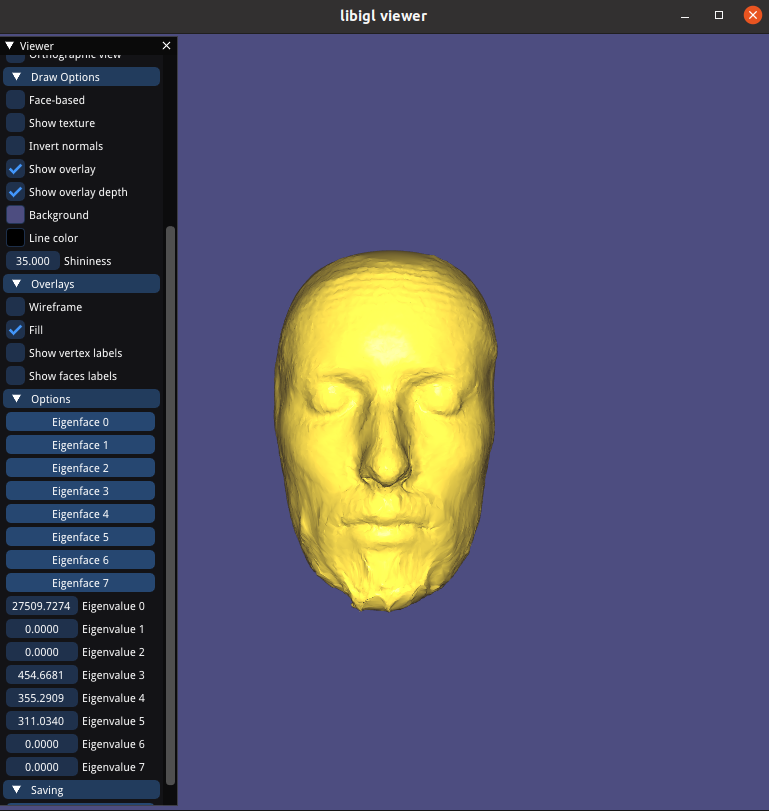 libigl viewer
Viewer
Orthographic view
Draw Options
Face-based
Show texture
Invert normals
Show overlay
Show overlay depth
Background
Line color
35.000 Shininess
Overlays
Wireframe
Fill
Show vertex labels
Show faces labels
Options
Eigenface 0
Eigenface 1
Eigenface 2
Eigenface 3
Eigenface 4
Eigenface 5
Eigenface 6
Eigenface 7
27509.7274 Eigenvalue 0
0.0000 Eigenvalue 1
0.0000 Eigenvalue 2
454.6681 Eigenvalue 3
355.2909 Eigenvalue 4
311.0340 Eigenvalue 5
0.0000 Eigenvalue 6
0.0000 Eigenvalue 7
Saving